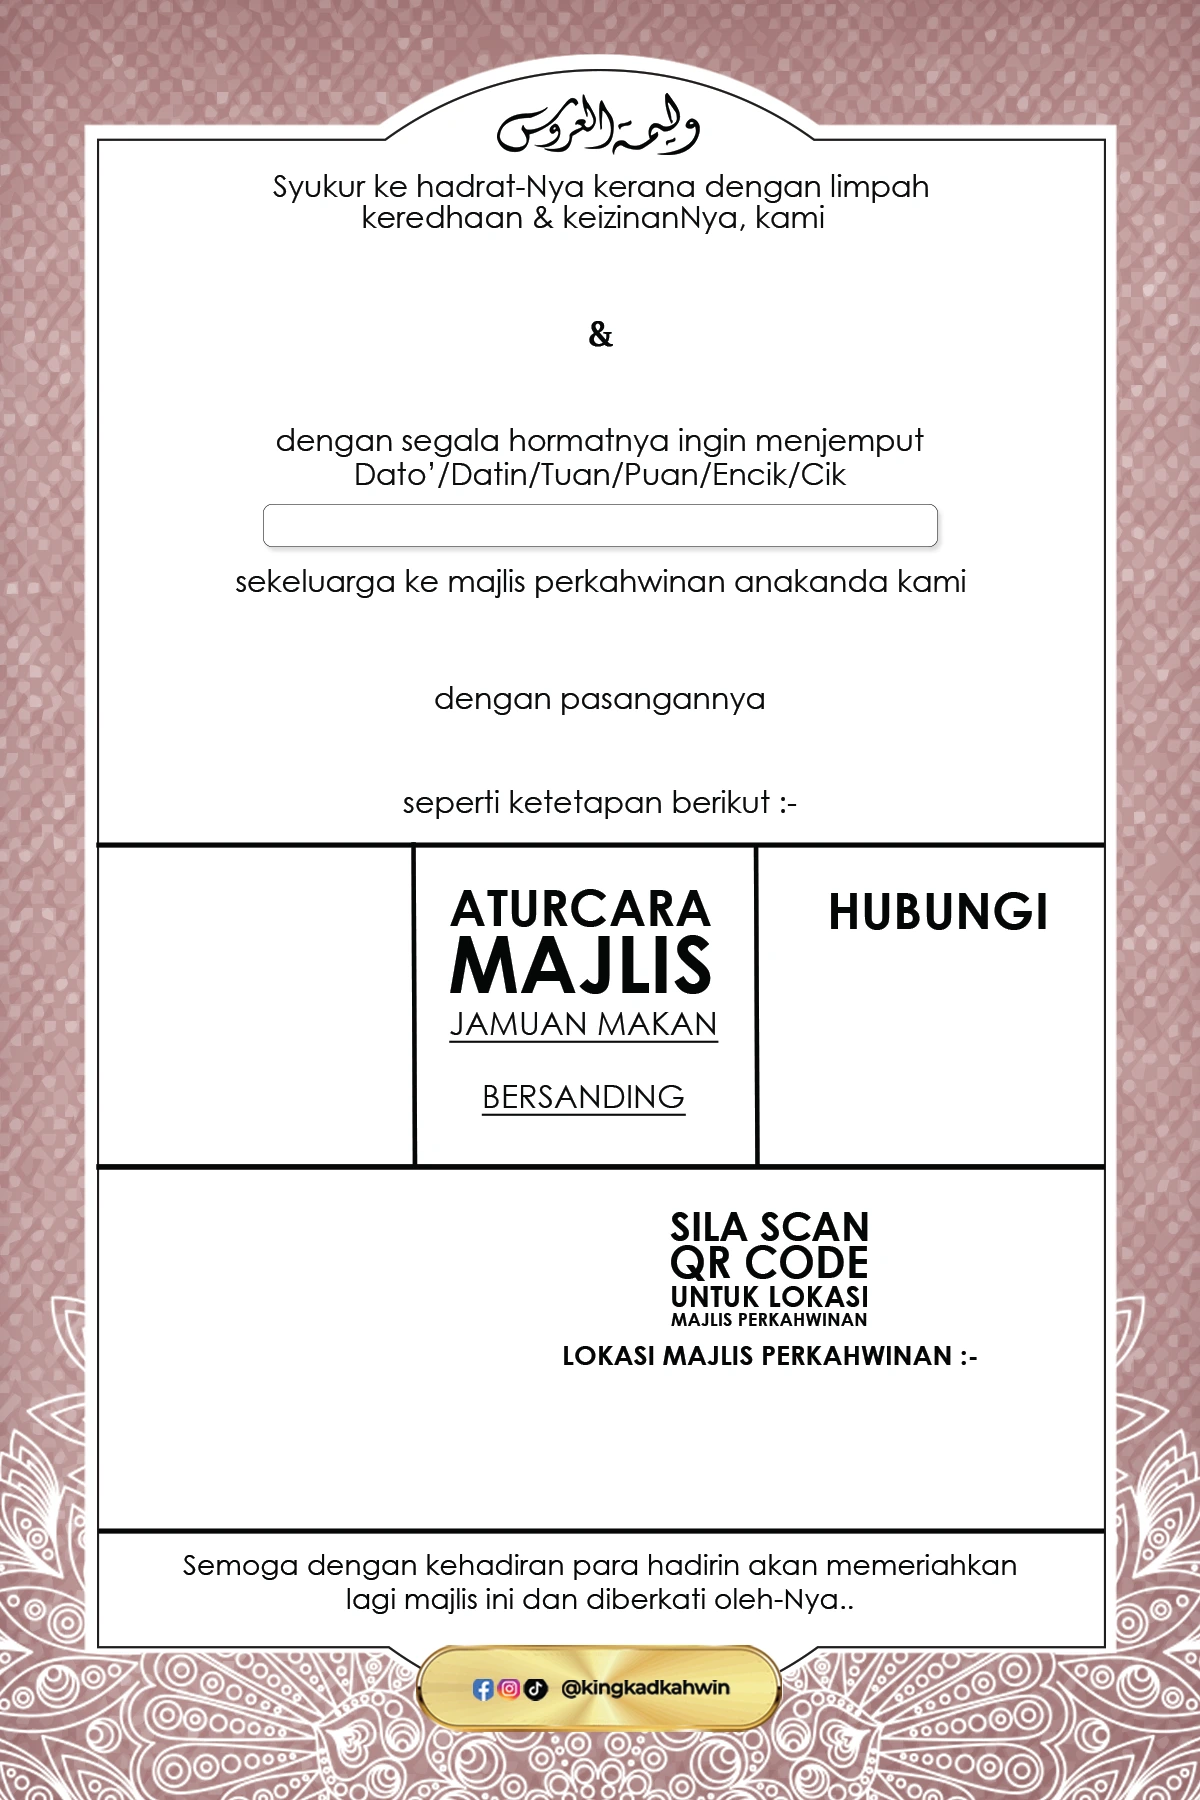 وليمة العروس
Syukur ke hadrat-Nya kerana dengan limpah
keredhaan & keizinanNya, kami
&
dengan segala hormatnya ingin menjemput
Dato’/Datin/Tuan/Puan/Encik/Cik
sekeluarga ke majlis perkahwinan anakanda kami
dengan pasangannya
seperti ketetapan berikut :-
ATURCARA
MAJLIS
JAMUAN MAKAN
BERSANDING
HUBUNGI
SILA SCAN
QR CODE
UNTUK LOKASI
MAJLIS PERKAHWINAN
LOKASI MAJLIS PERKAHWINAN :-
Semoga dengan kehadiran para hadirin akan memeriahkan
lagi majlis ini dan diberkati oleh-Nya..
@kingkadkahwin